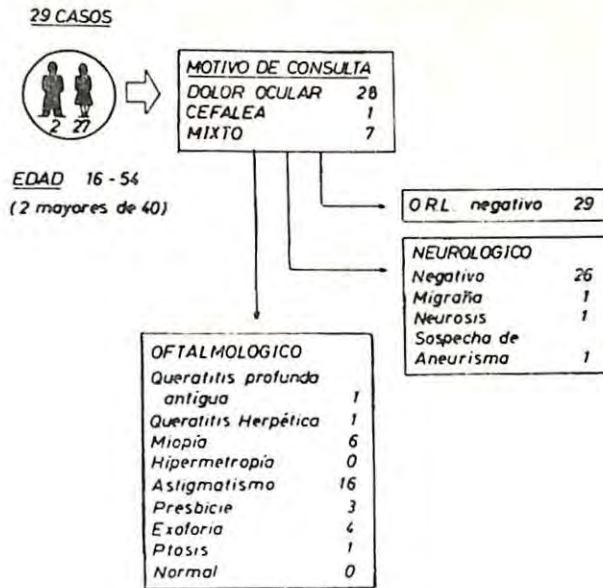 29 CASOS
2 27
EDAD 16 - 54
(2 mayores de 40)
MOTIVO DE CONSULTA
DOLOR OCULAR 28
CEFALEA 1
MIXTO 7
O.R.L. negativo 29
NEUROLOGICO
Negativo 26
Migraña 1
Neurosis 1
Sospecha de
Aneurisma 1
OFTALMOLOGICO
Queratitis profunda
antigua 1
Queratitis Herpética 1
Miopía 6
Hipermetropía 0
Astigmatismo 16
Presbicie 3
Exoforia 4
Ptosis 1
Normal 0